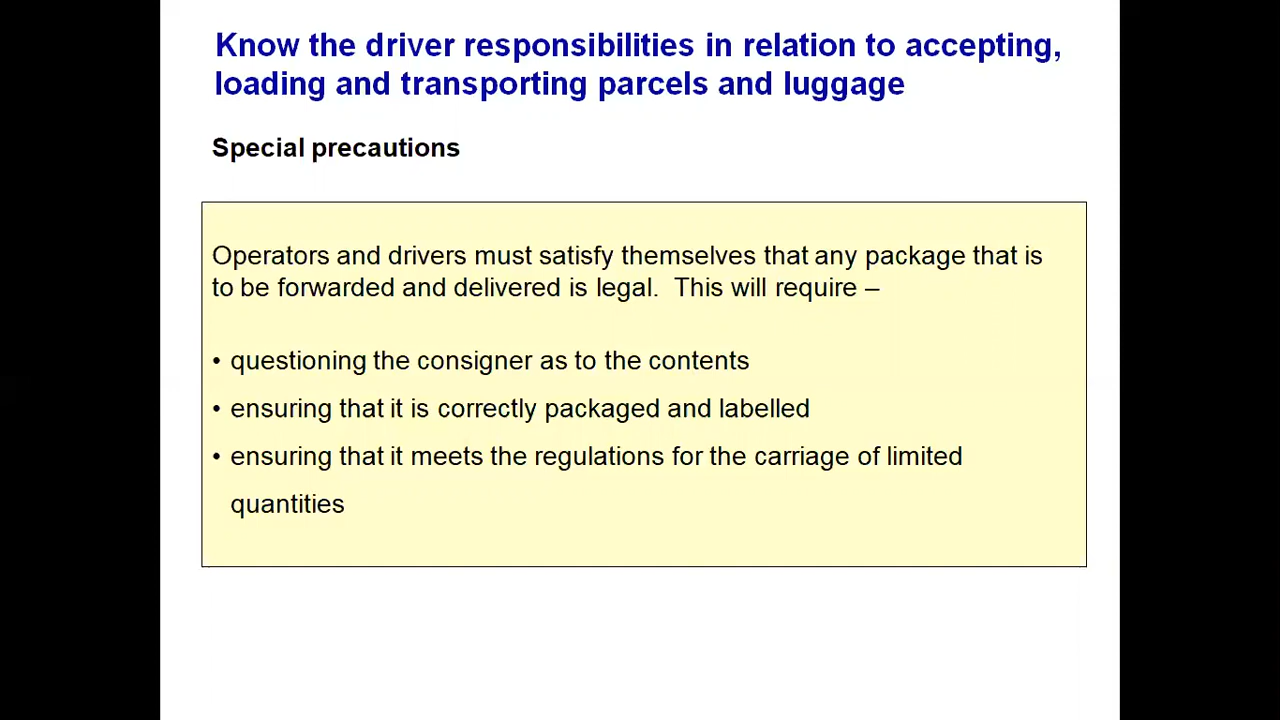 Know the driver responsibilities in relation to accepting,
loading and transporting parcels and luggage
Special precautions
Operators and drivers must satisfy themselves that any package that is
to be forwarded and delivered is legal.  This will require –
• questioning the consigner as to the contents
• ensuring that it is correctly packaged and labelled
• ensuring that it meets the regulations for the carriage of limited
quantities